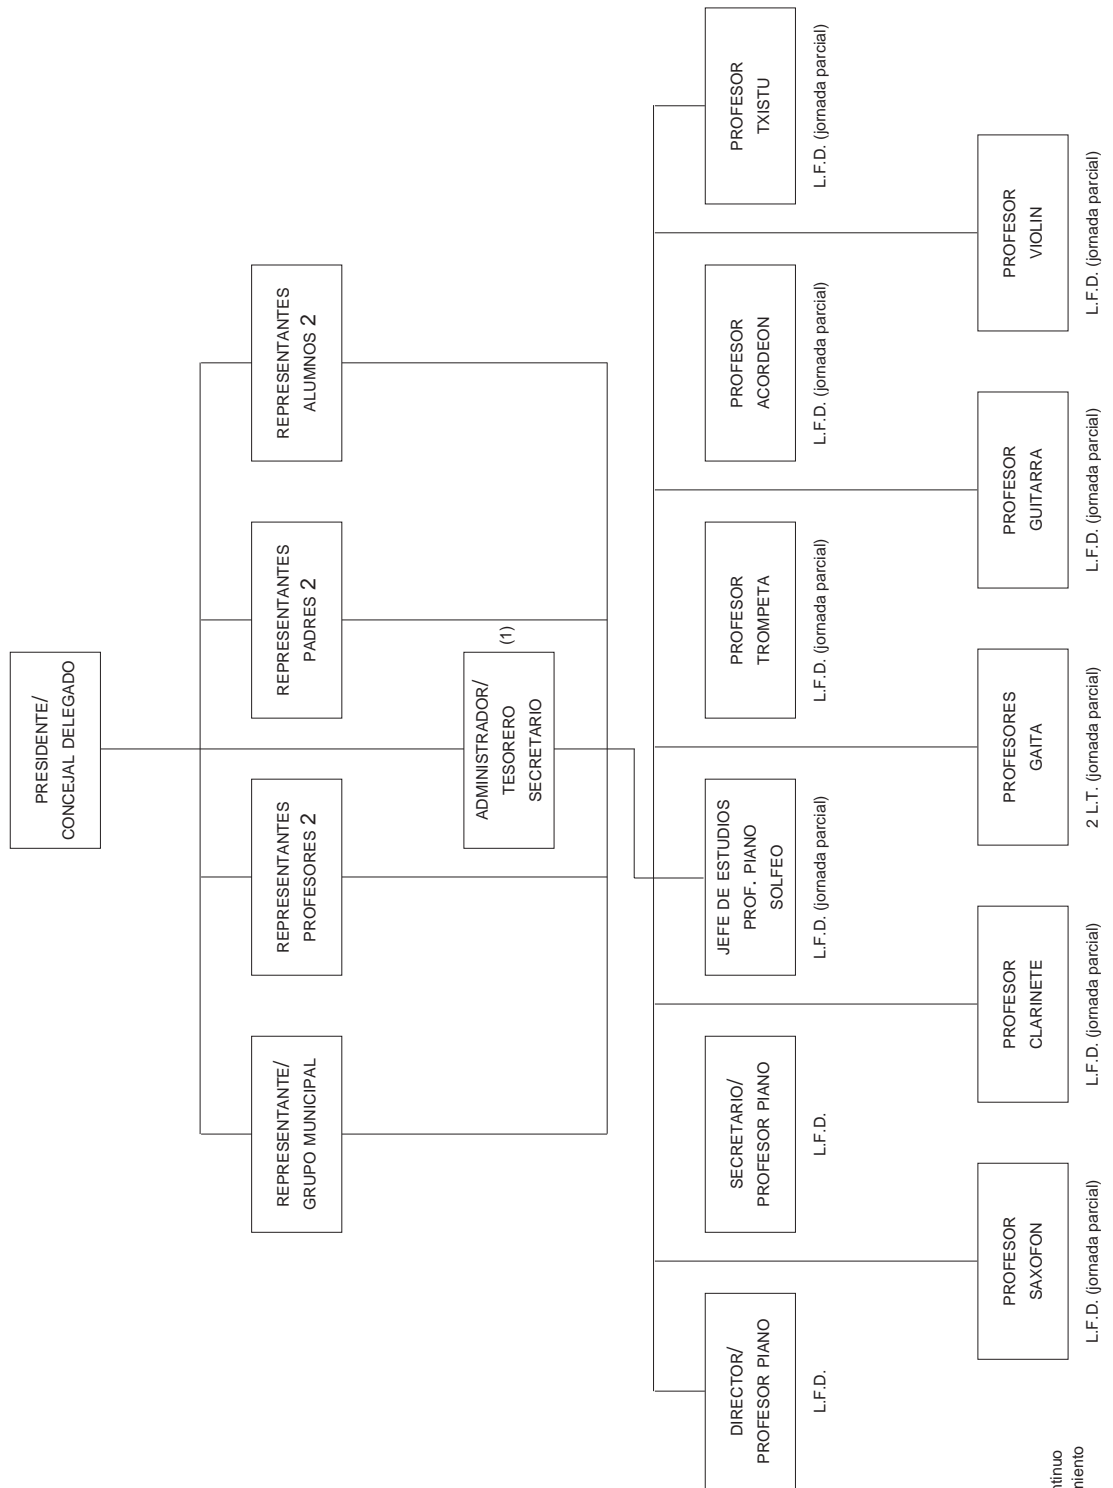 PRESIDENTE/
CONCEJAL DELEGADO
REPRESENTANTE/
GRUPO MUNICIPAL
REPRESENTANTES
PROFESORES 2
REPRESENTANTES
PADRES 2
REPRESENTANTES
ALUMNOS 2
ADMINISTRADOR/
TESORERO
SECRETARIO
(1)
DIRECTOR/
PROFESOR PIANO
L.F.D.
SECRETARIO/
PROFESOR PIANO
L.F.D.
JEFE DE ESTUDIOS
PROF. PIANO
SOLFEO
L.F.D. (jornada parcial)
PROFESOR
TROMPETA
L.F.D. (jornada parcial)
PROFESOR
ACORDEON
L.F.D. (jornada parcial)
PROFESOR
TXISTU
L.F.D. (jornada parcial)
PROFESOR
SAXOFON
L.F.D. (jornada parcial)
PROFESOR
CLARINETE
L.F.D. (jornada parcial)
PROFESORES
GAITA
2 L.T. (jornada parcial)
PROFESOR
GUITARRA
L.F.D. (jornada parcial)
PROFESOR
VIOLIN
L.F.D. (jornada parcial)